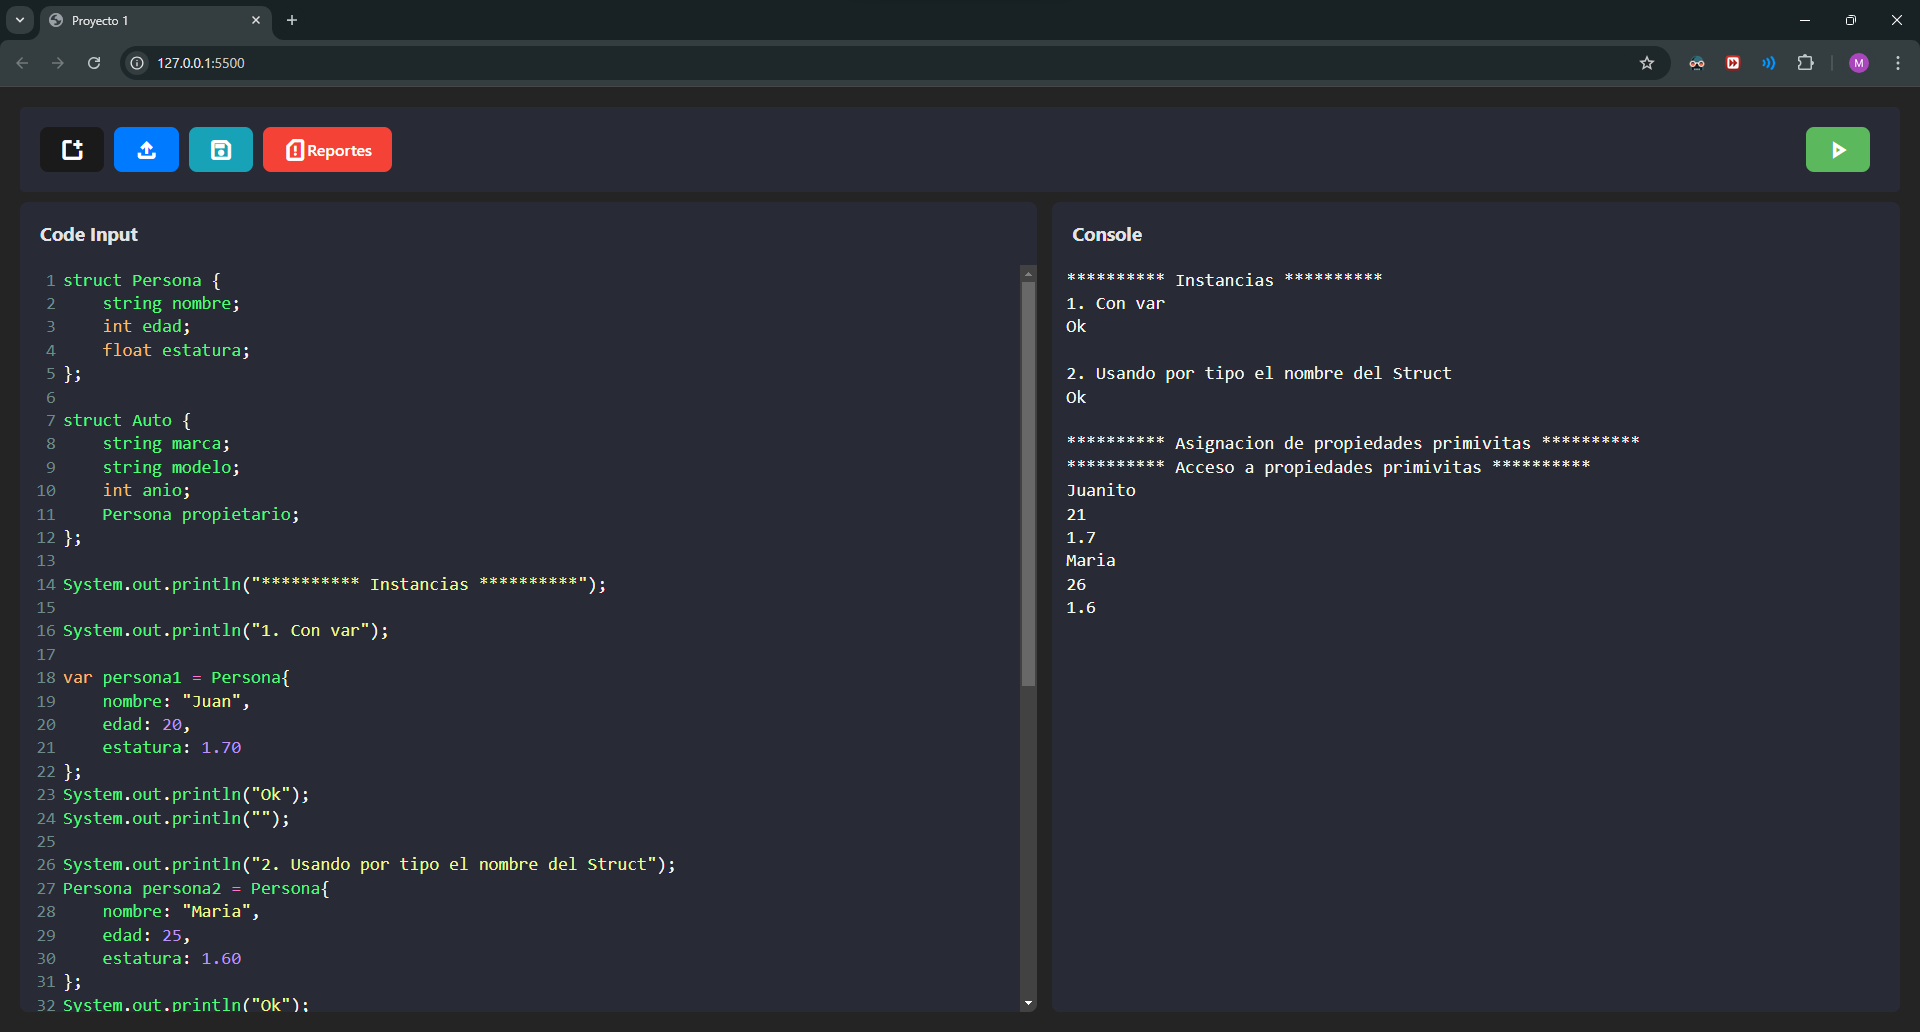 Proyecto 1
127.0.0.1:5500
M
Reportes
Code Input
1 struct Persona {
2     string nombre;
3     int edad;
4     float estatura;
5 };
6
7 struct Auto {
8     string marca;
9     string modelo;
10     int anio;
11     Persona propietario;
12 };
13
14 System.out.println("********** Instancias **********");
15
16 System.out.println("1. Con var");
17
18 var persona1 = Persona{
19     nombre: "Juan",
20     edad: 20,
21     estatura: 1.70
22 };
23 System.out.println("Ok");
24 System.out.println("");
25
26 System.out.println("2. Usando por tipo el nombre del Struct");
27 Persona persona2 = Persona{
28     nombre: "Maria",
29     edad: 25,
30     estatura: 1.60
31 };
32 System.out.println("Ok");
Console
********** Instancias **********
1. Con var
Ok
2. Usando por tipo el nombre del Struct
Ok
********** Asignacion de propiedades primivitas **********
********** Acceso a propiedades primivitas **********
Juanito
21
1.7
Maria
26
1.6